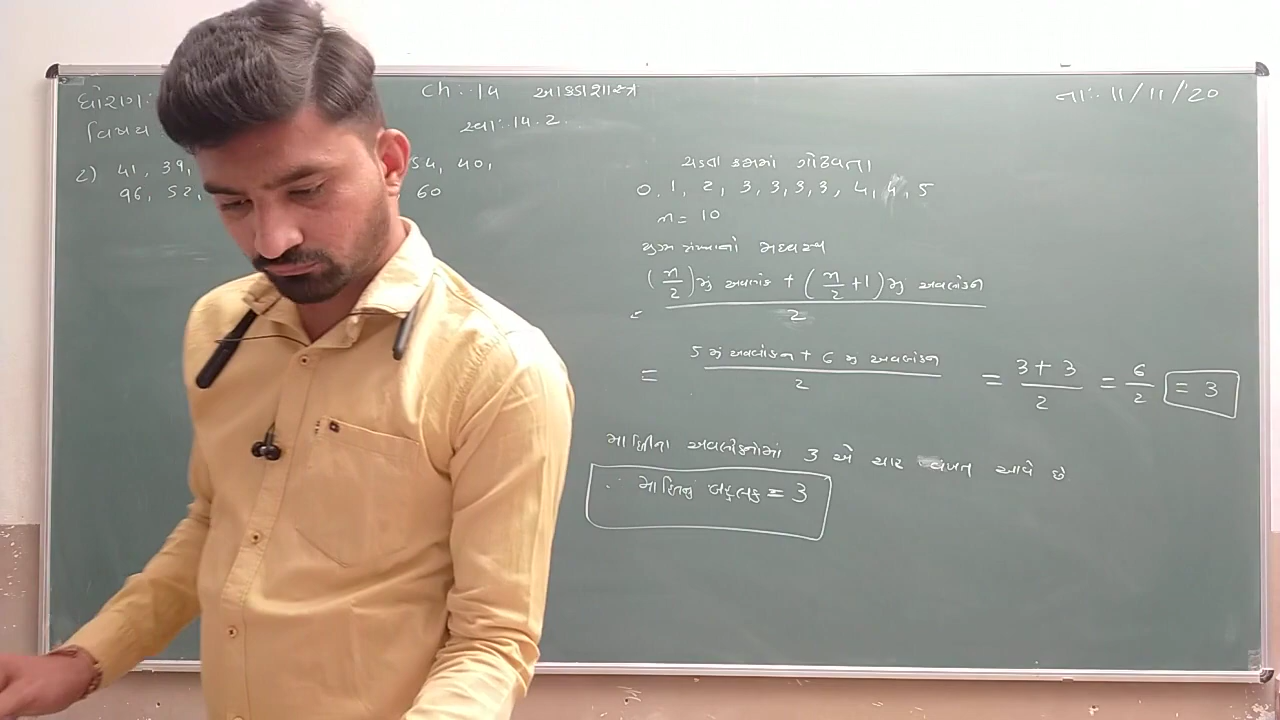 ધોરણ:
વિષય
ch:-14 આંકડાશાસ્ત્ર
સ્વા:-14.2
તા:- 11/11/'20
2) 41, 39, 54, 40,
96, 52, 60
ચડતા ક્રમમાં ગોઠવતા
0, 1, 2, 3, 3, 3, 3, 4, 4, 5
n = 10
યુગ્મ સંખ્યાનો મધ્યસ્થ
= (n/2)મું અવલોક + (n/2 + 1)મું અવલોકન / 2
= 5 મું અવલોકન + 6 મું અવલોકન / 2 = 3 + 3 / 2 = 6/2 = 3
માહિતીના અવલોકનોમાં 3 એ ચાર વખત આવે છે
∴ માહિતનું બહુલક = 3